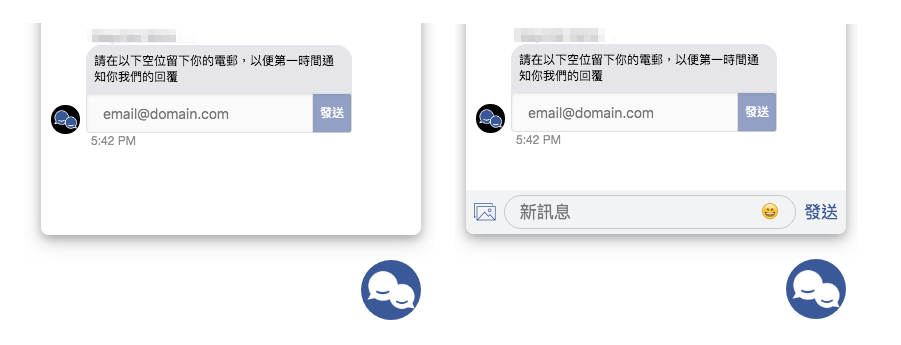 請在以下空位留下你的電郵，以便第一時間通
知你我們的回覆
email@domain.com
發送
5:42 PM
請在以下空位留下你的電郵，以便第一時間通
知你我們的回覆
email@domain.com
發送
5:42 PM
新訊息
發送